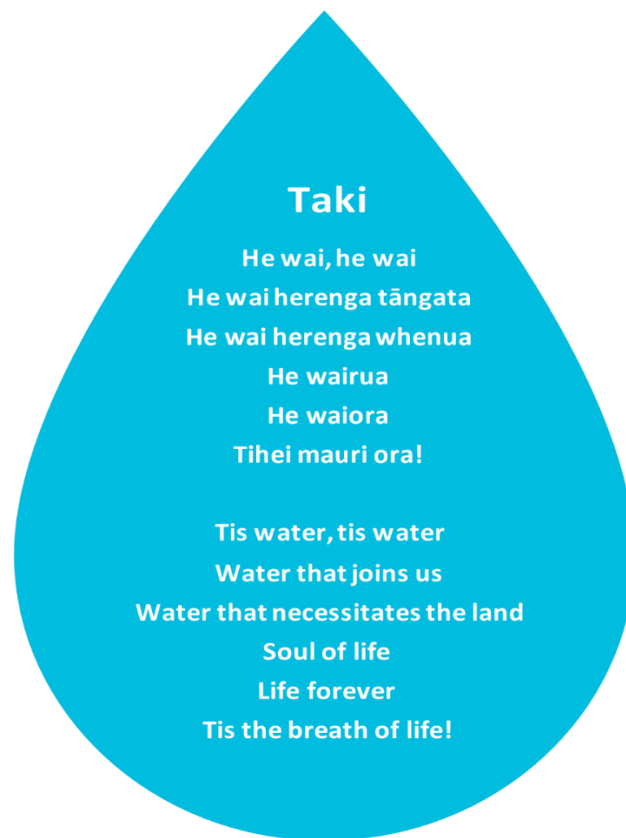 Taki
He wai, he wai
He wai herenga tāngata
He wai herenga whenua
He wairua
He waiora
Tihei mauri ora!
Tis water, tis water
Water that joins us
Water that necessitates the land
Soul of life
Life forever
Tis the breath of life!